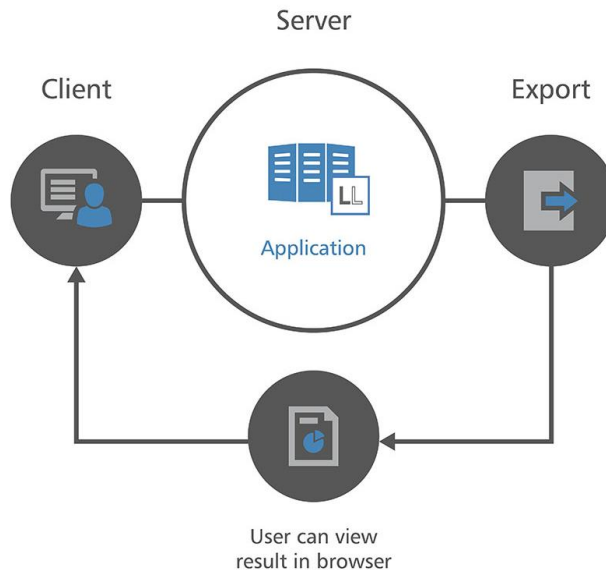 Server
Client
Export
LL
Application
User can view
result in browser